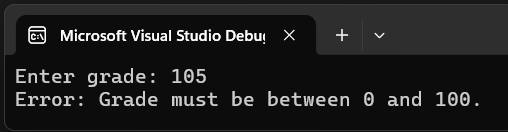 Microsoft Visual Studio Debu
Enter grade: 105
Error: Grade must be between 0 and 100.